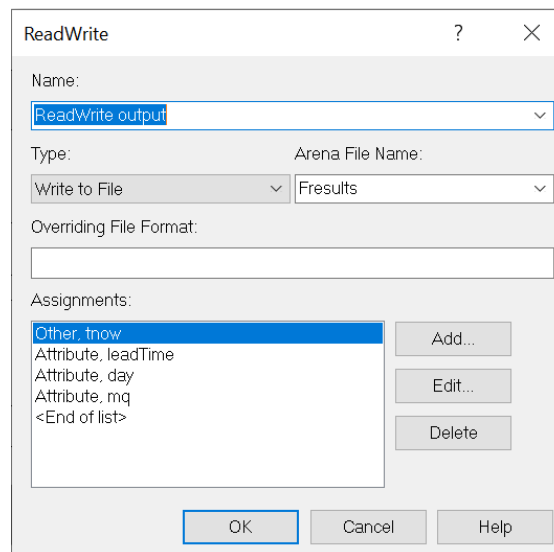 ReadWrite ?
Name:
ReadWrite output
Type: Arena File Name:
Write to File Fresults
Overriding File Format:
Assignments:
Other, tnow
Attribute, leadTime
Attribute, day
Attribute, mq
<End of list>
Add...
Edit...
Delete
OK Cancel Help